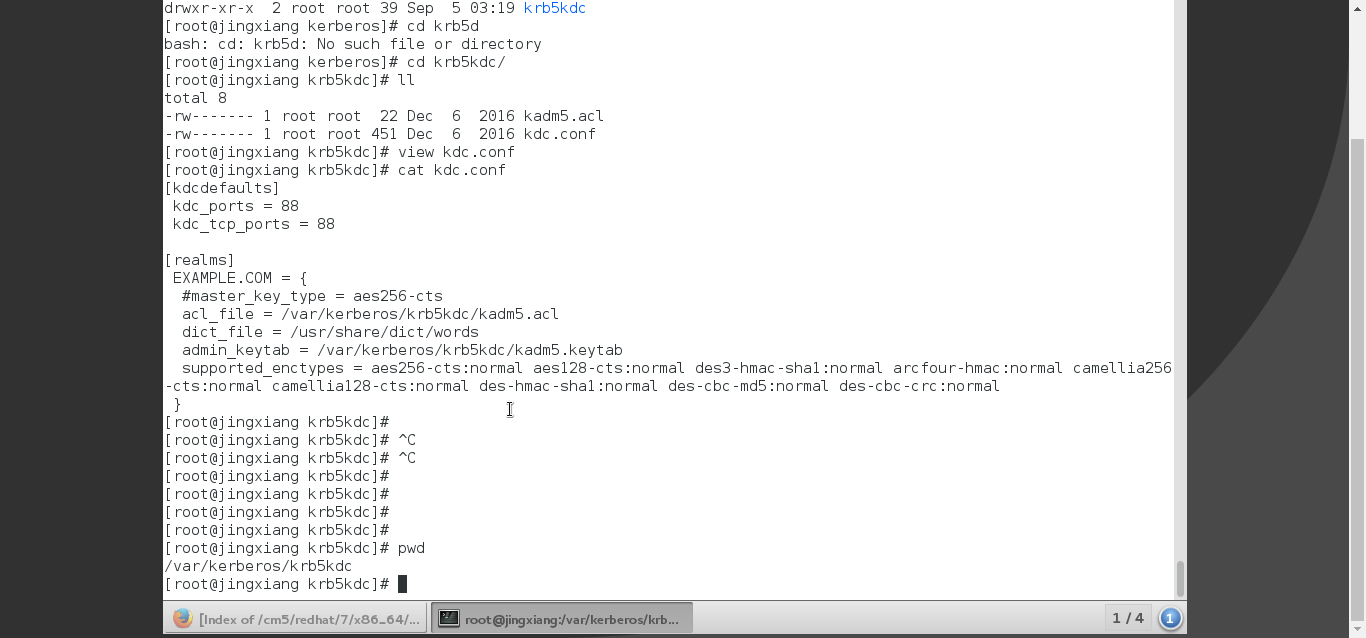 drwxr-xr-x  2 root root 39 Sep  5 03:19 krb5kdc
[root@jingxiang kerberos]# cd krb5d
bash: cd: krb5d: No such file or directory
[root@jingxiang kerberos]# cd krb5kdc/
[root@jingxiang krb5kdc]# ll
total 8
-rw------- 1 root root  22 Dec  6  2016 kadm5.acl
-rw------- 1 root root 451 Dec  6  2016 kdc.conf
[root@jingxiang krb5kdc]# view kdc.conf
[root@jingxiang krb5kdc]# cat kdc.conf
[kdcdefaults]
 kdc_ports = 88
 kdc_tcp_ports = 88

[realms]
 EXAMPLE.COM = {
  #master_key_type = aes256-cts
  acl_file = /var/kerberos/krb5kdc/kadm5.acl
  dict_file = /usr/share/dict/words
  admin_keytab = /var/kerberos/krb5kdc/kadm5.keytab
  supported_enctypes = aes256-cts:normal aes128-cts:normal des3-hmac-sha1:normal arcfour-hmac:normal camellia256
-cts:normal camellia128-cts:normal des-hmac-sha1:normal des-cbc-md5:normal des-cbc-crc:normal
 }
[root@jingxiang krb5kdc]#
[root@jingxiang krb5kdc]# ^C
[root@jingxiang krb5kdc]# ^C
[root@jingxiang krb5kdc]#
[root@jingxiang krb5kdc]#
[root@jingxiang krb5kdc]#
[root@jingxiang krb5kdc]#
[root@jingxiang krb5kdc]# pwd
/var/kerberos/krb5kdc
[root@jingxiang krb5kdc]#
[Index of /cm5/redhat/7/x86_64/... root@jingxiang:/var/kerberos/krb... 1 / 4 1